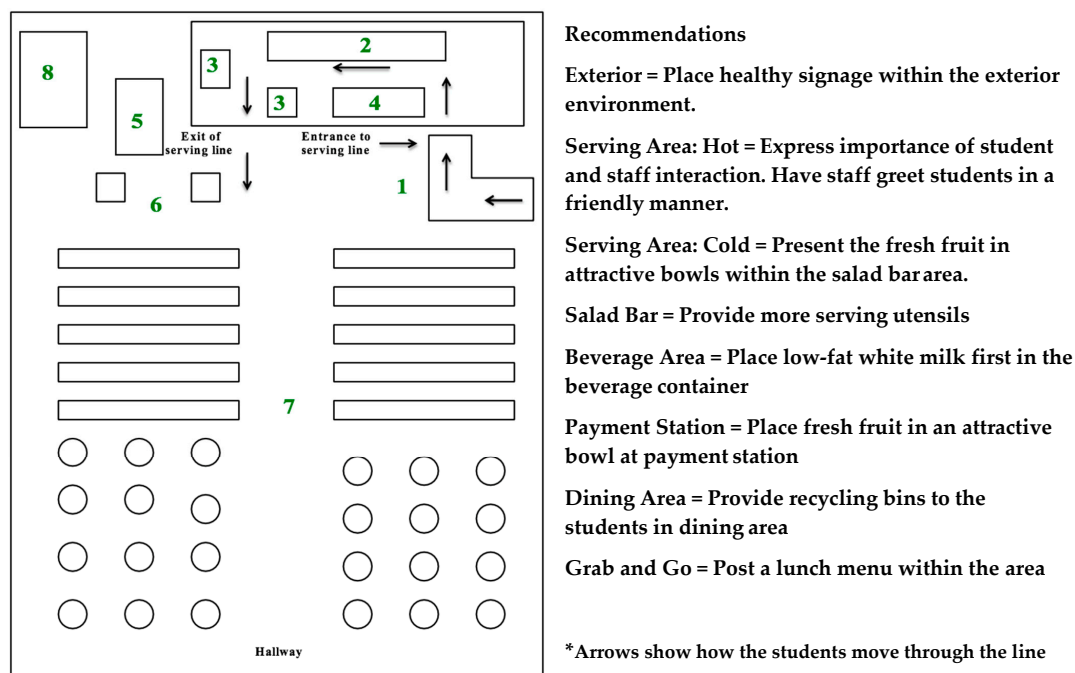 8
3
2
3
4
5
Exit of
serving line
Entrance to
serving line
1
6
7
Hallway
Recommendations
Exterior = Place healthy signage within the exterior
environment.
Serving Area: Hot = Express importance of student
and staff interaction. Have staff greet students in a
friendly manner.
Serving Area: Cold = Present the fresh fruit in
attractive bowls within the salad bar area.
Salad Bar = Provide more serving utensils
Beverage Area = Place low-fat white milk first in the
beverage container
Payment Station = Place fresh fruit in an attractive
bowl at payment station
Dining Area = Provide recycling bins to the
students in dining area
Grab and Go = Post a lunch menu within the area
*Arrows show how the students move through the line